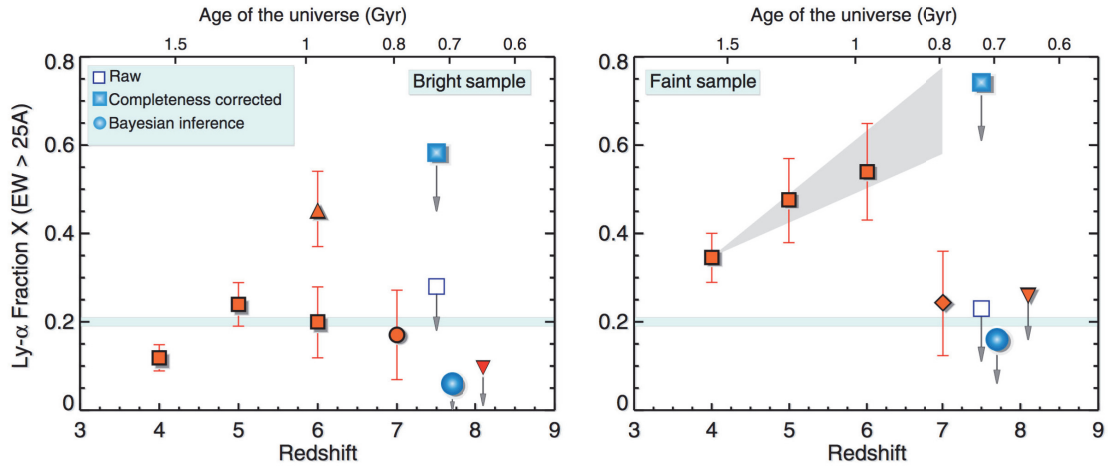 Age of the universe (Gyr)
1.5 1 0.8 0.7 0.6
Raw
Completeness corrected
Bayesian inference
Bright sample
Ly-α Fraction X (EW > 25A)
0.8
0.6
0.4
0.2
0
3 4 5 6 7 8 9
Redshift
Age of the universe (Gyr)
1.5 1 0.8 0.7 0.6
Faint sample
0.8
0.6
0.4
0.2
0
3 4 5 6 7 8 9
Redshift